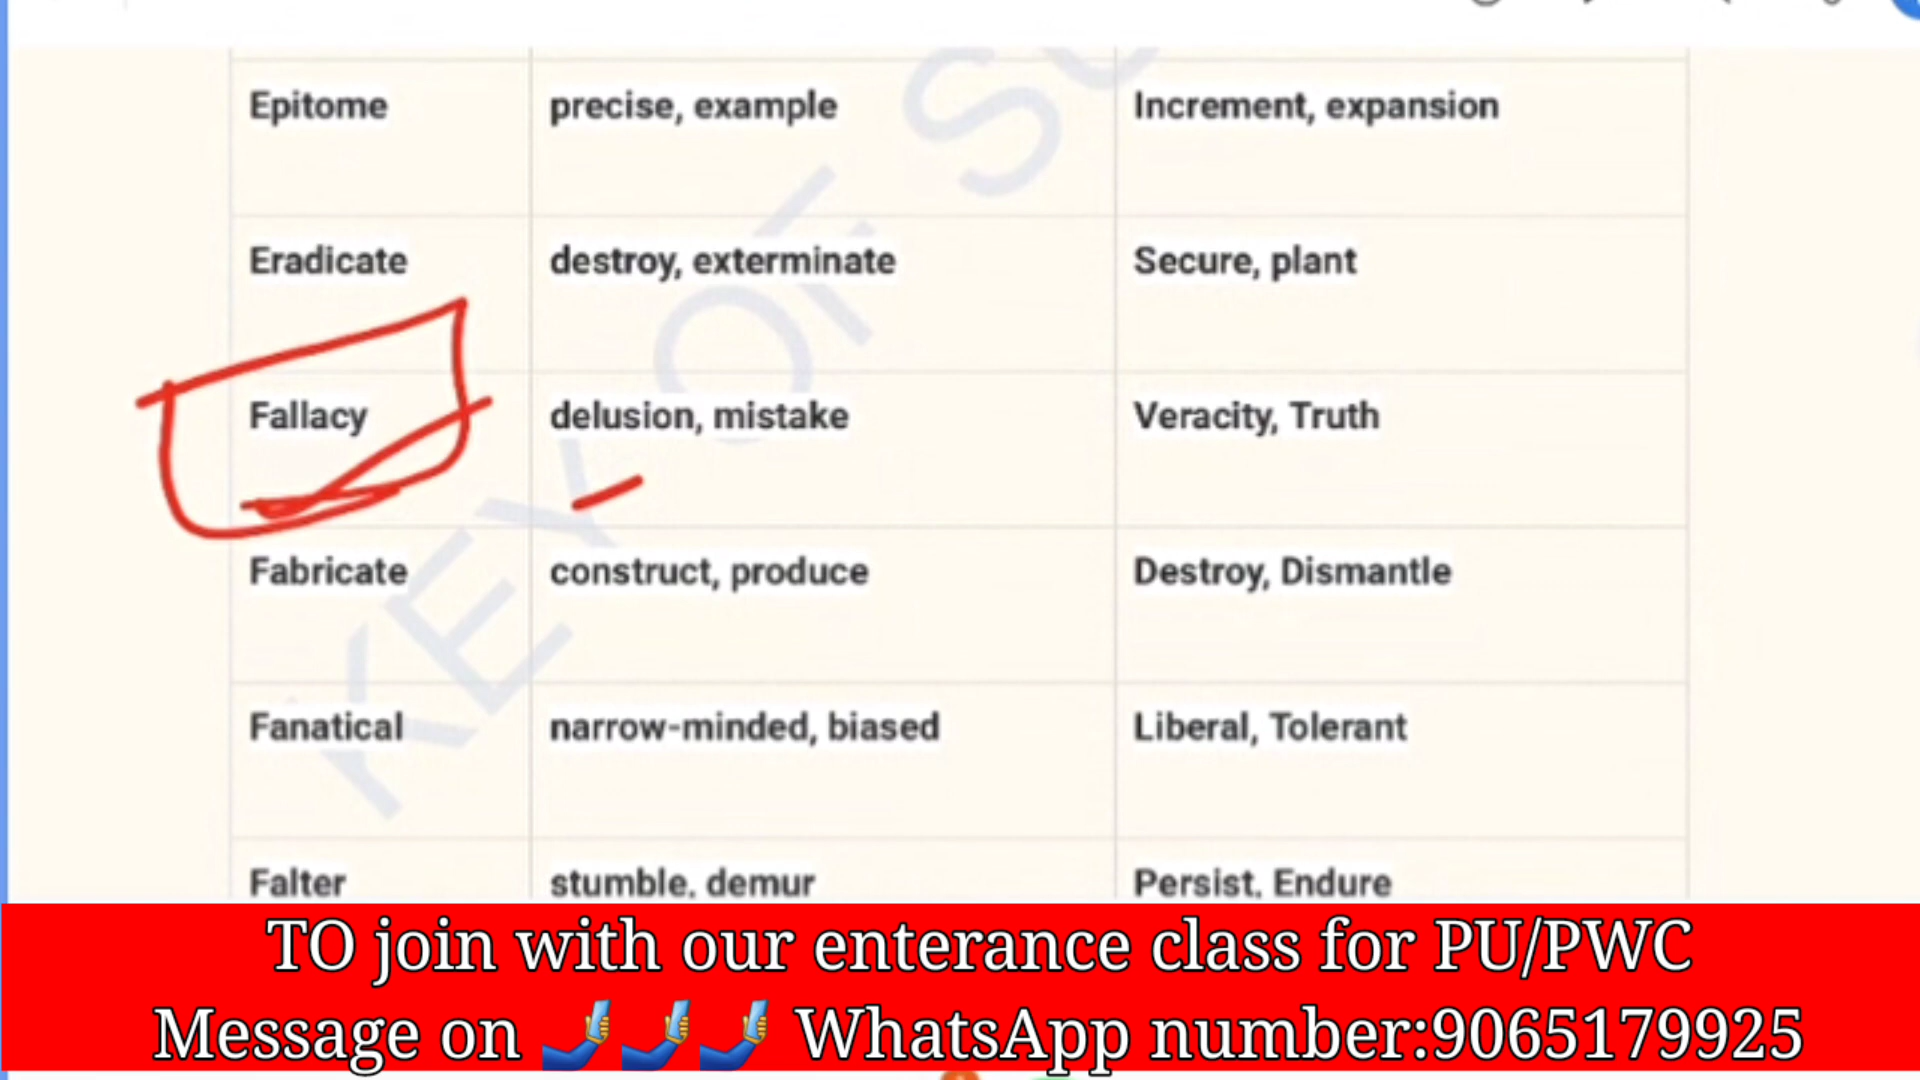 Epitome precise, example Increment, expansion
Eradicate destroy, exterminate Secure, plant
Fallacy delusion, mistake Veracity, Truth
Fabricate construct, produce Destroy, Dismantle
Fanatical narrow-minded, biased Liberal, Tolerant
Falter stumble, demur Persist, Endure
KEY OF
TO join with our enterance class for PU/PWC
Message on 🤳🤳🤳 WhatsApp number:9065179925